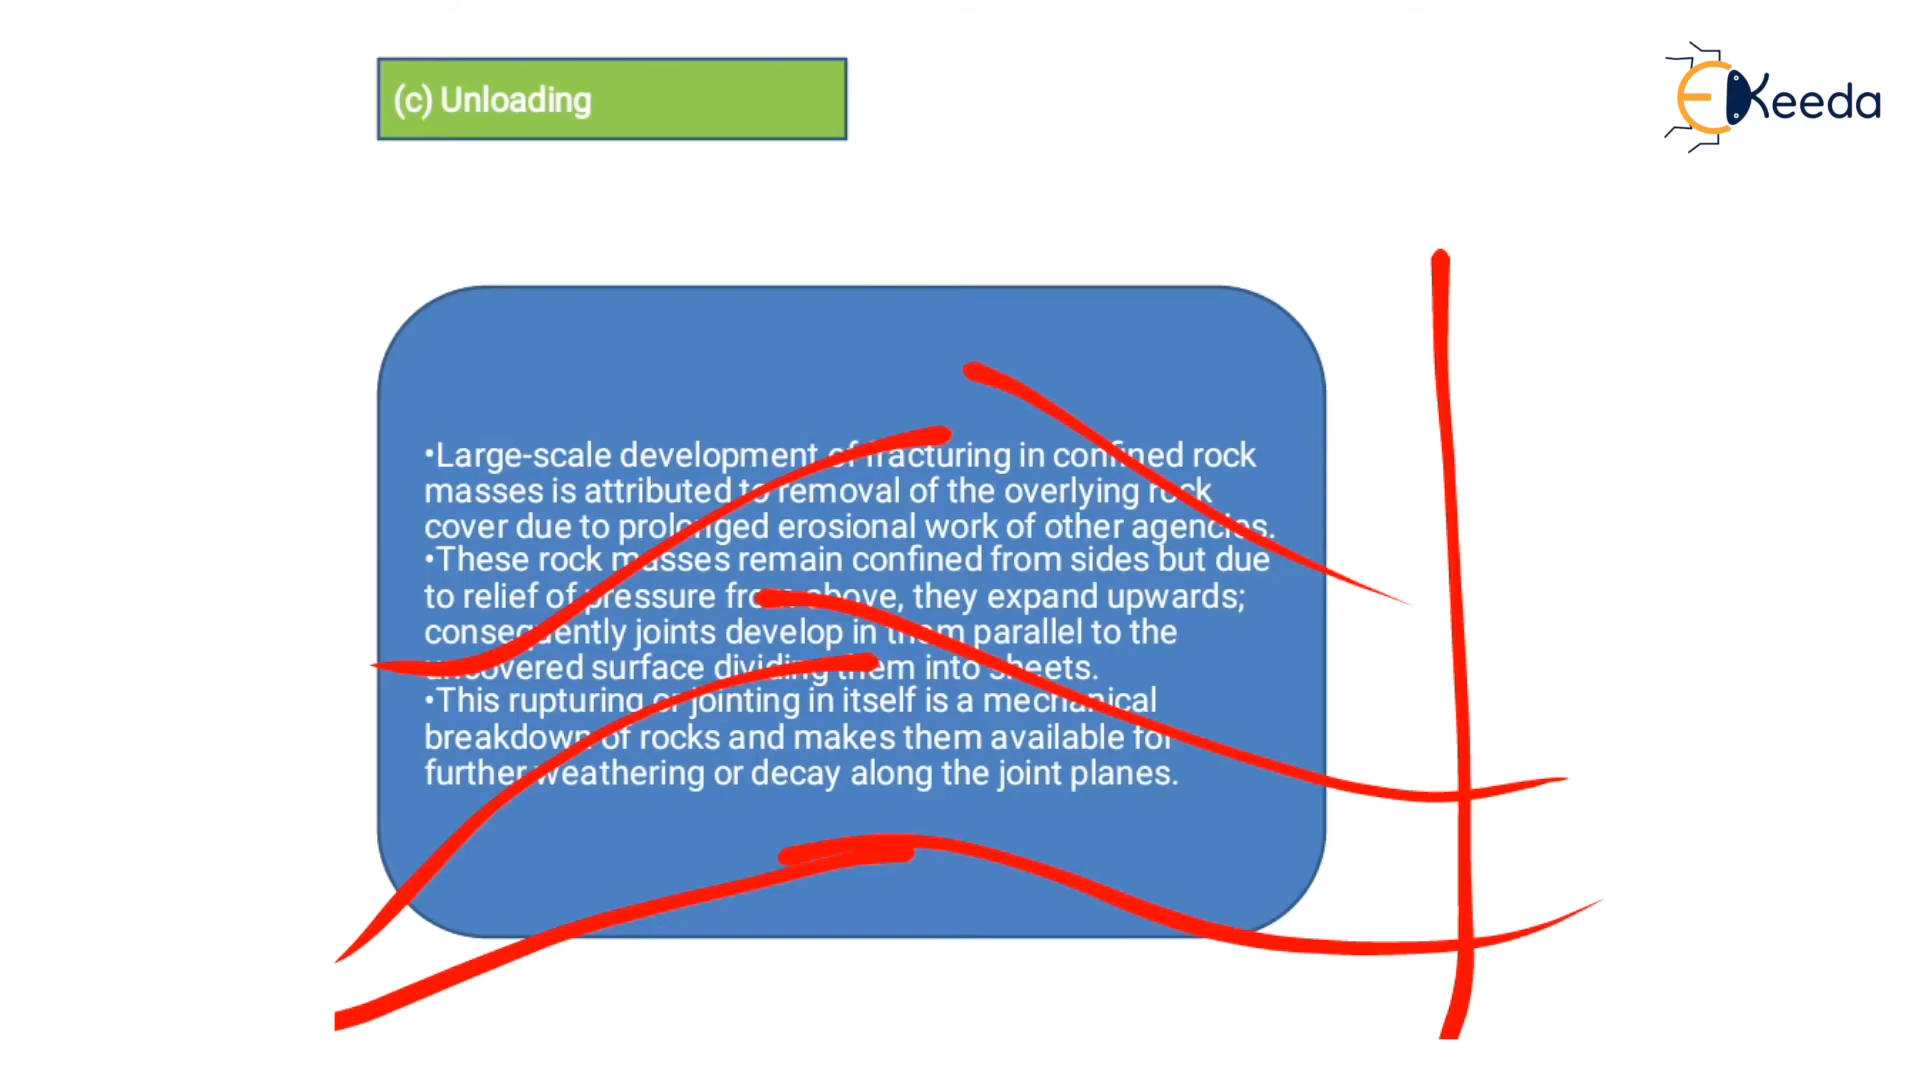 (c) Unloading
EKeeda
•Large-scale development of fracturing in confined rock
masses is attributed to removal of the overlying rock
cover due to prolonged erosional work of other agencies.
•These rock masses remain confined from sides but due
to relief of pressure from above, they expand upwards;
consequently joints develop in them parallel to the
uncovered surface dividing them into sheets.
•This rupturing or jointing in itself is a mechanical
breakdown of rocks and makes them available for
further weathering or decay along the joint planes.